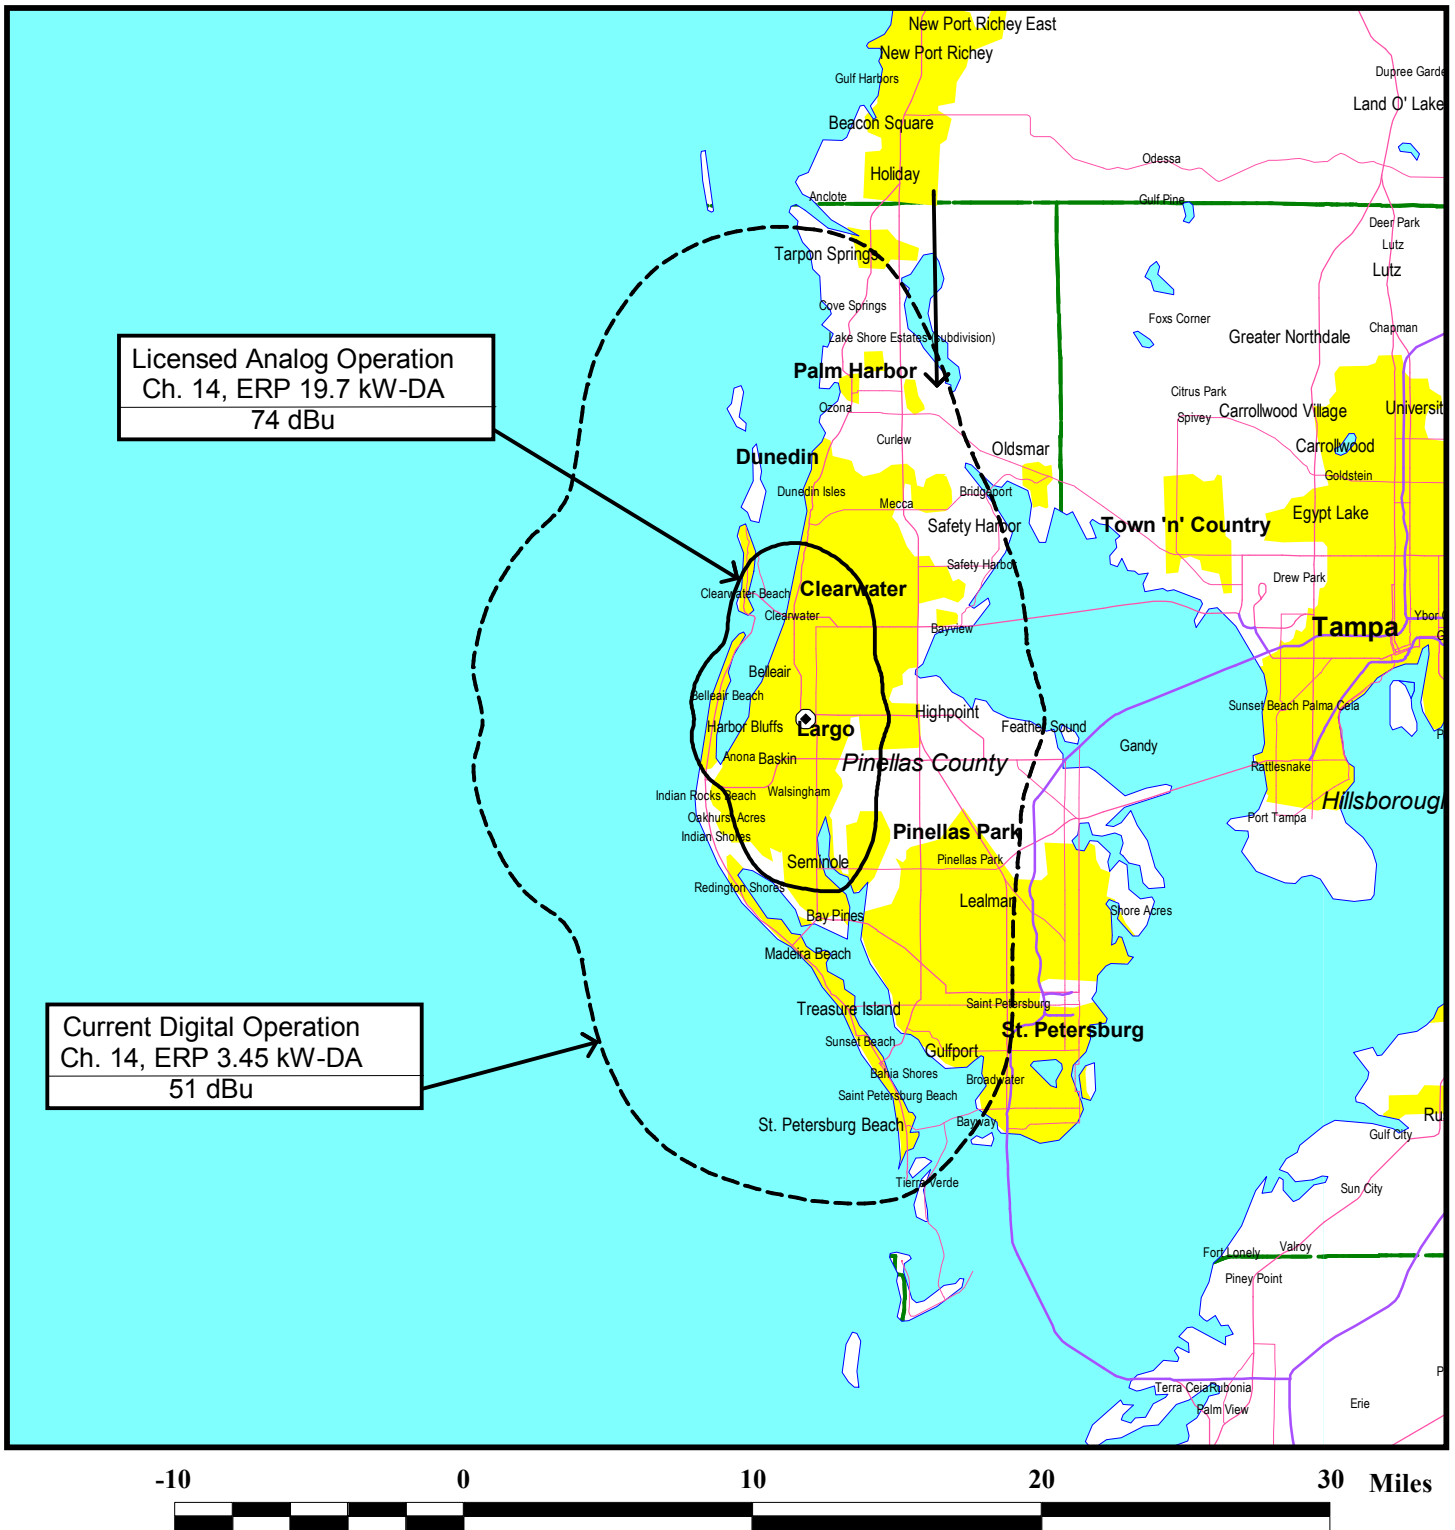 New Port Richey East
New Port Richey
Gulf Harbors
Dupree Garde
Land O' Lake
Beacon Square
Odessa
Holiday
Anclote
Gulf Pine
Deer Park
Lutz
Lutz
Tarpon Springs
Cove Springs
Foxs Corner
Lake Shore Estates (subdivision)
Greater Northdale
Chapman
Licensed Analog Operation
Ch. 14, ERP 19.7 kW-DA
74 dBu
Palm Harbor
Citrus Park
Ozona
Spivey
Carrollwood Village
Universit
Curlew
Oldsmar
Carrollwood
Dunedin
Goldstein
Dunedin Isles
Mecca
Bridgeport
Egypt Lake
Safety Harbor
Town 'n' Country
Safety Harbor
Drew Park
Clearwater Beach
Clearwater
Clearwater
Bayview
Tampa
Ybor
Belleair
Belleair Beach
Sunset Beach
Palma Ceia
Highpoint
Harbor Bluffs
Largo
Feather Sound
Gandy
Anona
Baskin
Pinellas County
Rattlesnake
Indian Rocks Beach
Walsingham
Hillsborough
Oakhurst Acres
Port Tampa
Indian Shores
Pinellas Park
Seminole
Pinellas Park
Redington Shores
Lealman
Bay Pines
Shore Acres
Madeira Beach
Treasure Island
Saint Petersburg
Current Digital Operation
Ch. 14, ERP 3.45 kW-DA
51 dBu
St. Petersburg
Sunset Beach
Gulfport
Bahia Shores
Broadwater
Saint Petersburg Beach
St. Petersburg Beach
Bayway
Ru
Gulf City
Tierra Verde
Sun City
Fort Lonely
Valroy
Piney Point
Terra Ceia
Rubonia
Palm View
Erie
-10 0 10 20 30 Miles